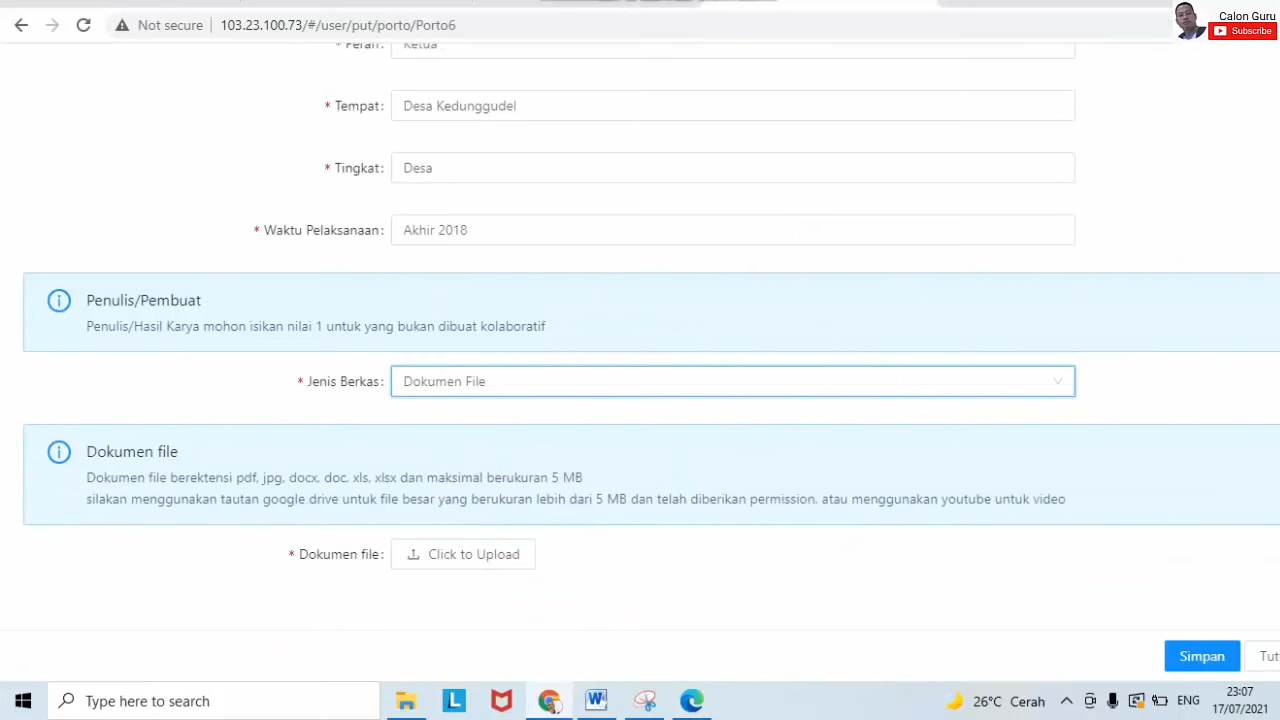 Not secure
103.23.100.73/#/user/put/porto/Porto6
Calon Guru
Subscribe
* Peran: Ketua
* Tempat: Desa Kedunggudel
* Tingkat: Desa
* Waktu Pelaksanaan: Akhir 2018
Penulis/Pembuat
Penulis/Hasil Karya mohon isikan nilai 1 untuk yang bukan dibuat kolaboratif
* Jenis Berkas: Dokumen File
Dokumen file
Dokumen file berektensi pdf, jpg, docx, doc, xls, xlsx dan maksimal berukuran 5 MB
silakan menggunakan tautan google drive untuk file besar yang berukuran lebih dari 5 MB dan telah diberikan permission, atau menggunakan youtube untuk video
* Dokumen file: Click to Upload
Simpan
Tut
Type here to search
L
W
26°C Cerah
ENG
23:07
17/07/2021